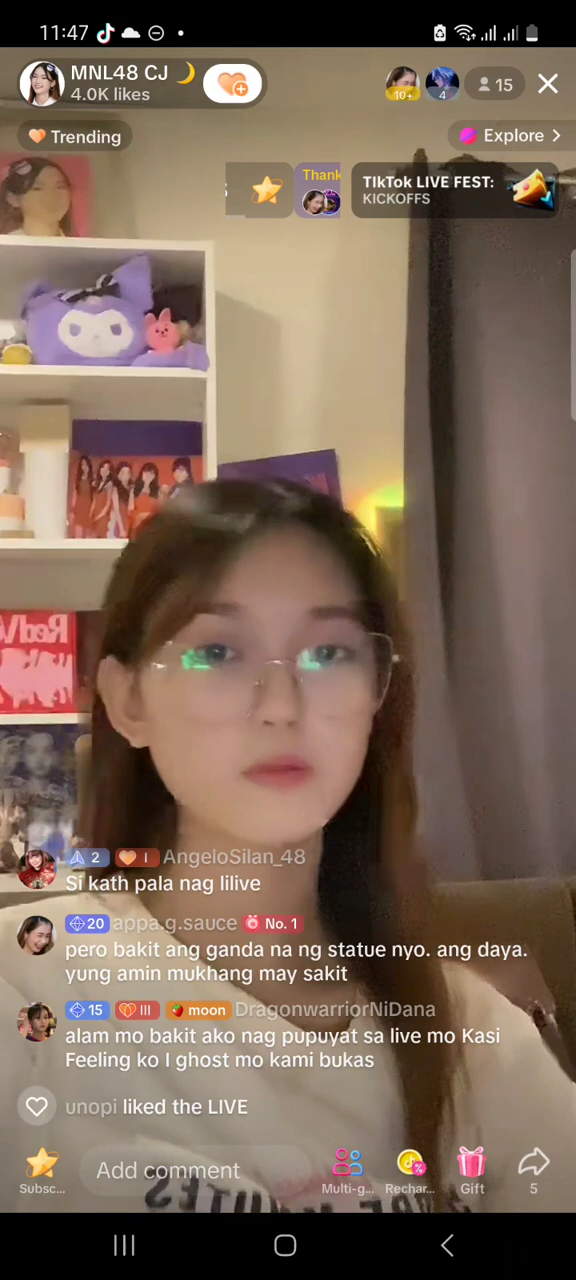 11:47
MNL48 CJ 🌙
4.0K likes
10+
4
15
Trending
Explore >
Thank
TikTok LIVE FEST:
KICKOFFS
2 I AngeloSilan_48
Si kath pala nag lilive
20 appa.g.sauce No. 1
pero bakit ang ganda na ng statue nyo. ang daya.
yung amin mukhang may sakit
15 III 🍓 moon DragonwarriorNiDana
alam mo bakit ako nag pupuyat sa live mo Kasi
Feeling ko I ghost mo kami bukas
unopi liked the LIVE
Subsc...
Add comment
Multi-g...
Rechar...
Gift
5